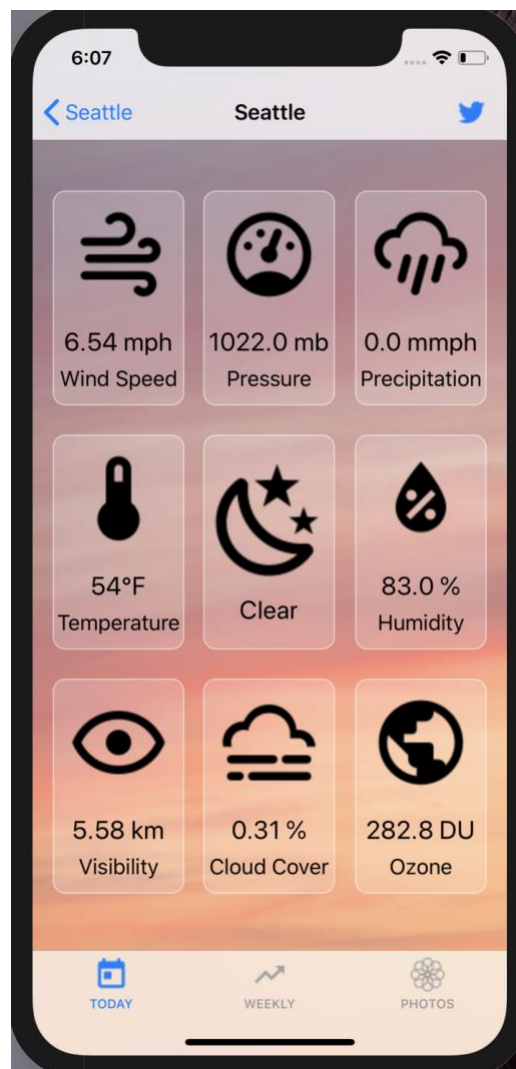 6:07
Seattle
Seattle
6.54 mph
Wind Speed
1022.0 mb
Pressure
0.0 mmph
Precipitation
54°F
Temperature
Clear
83.0 %
Humidity
5.58 km
Visibility
0.31 %
Cloud Cover
282.8 DU
Ozone
TODAY
WEEKLY
PHOTOS